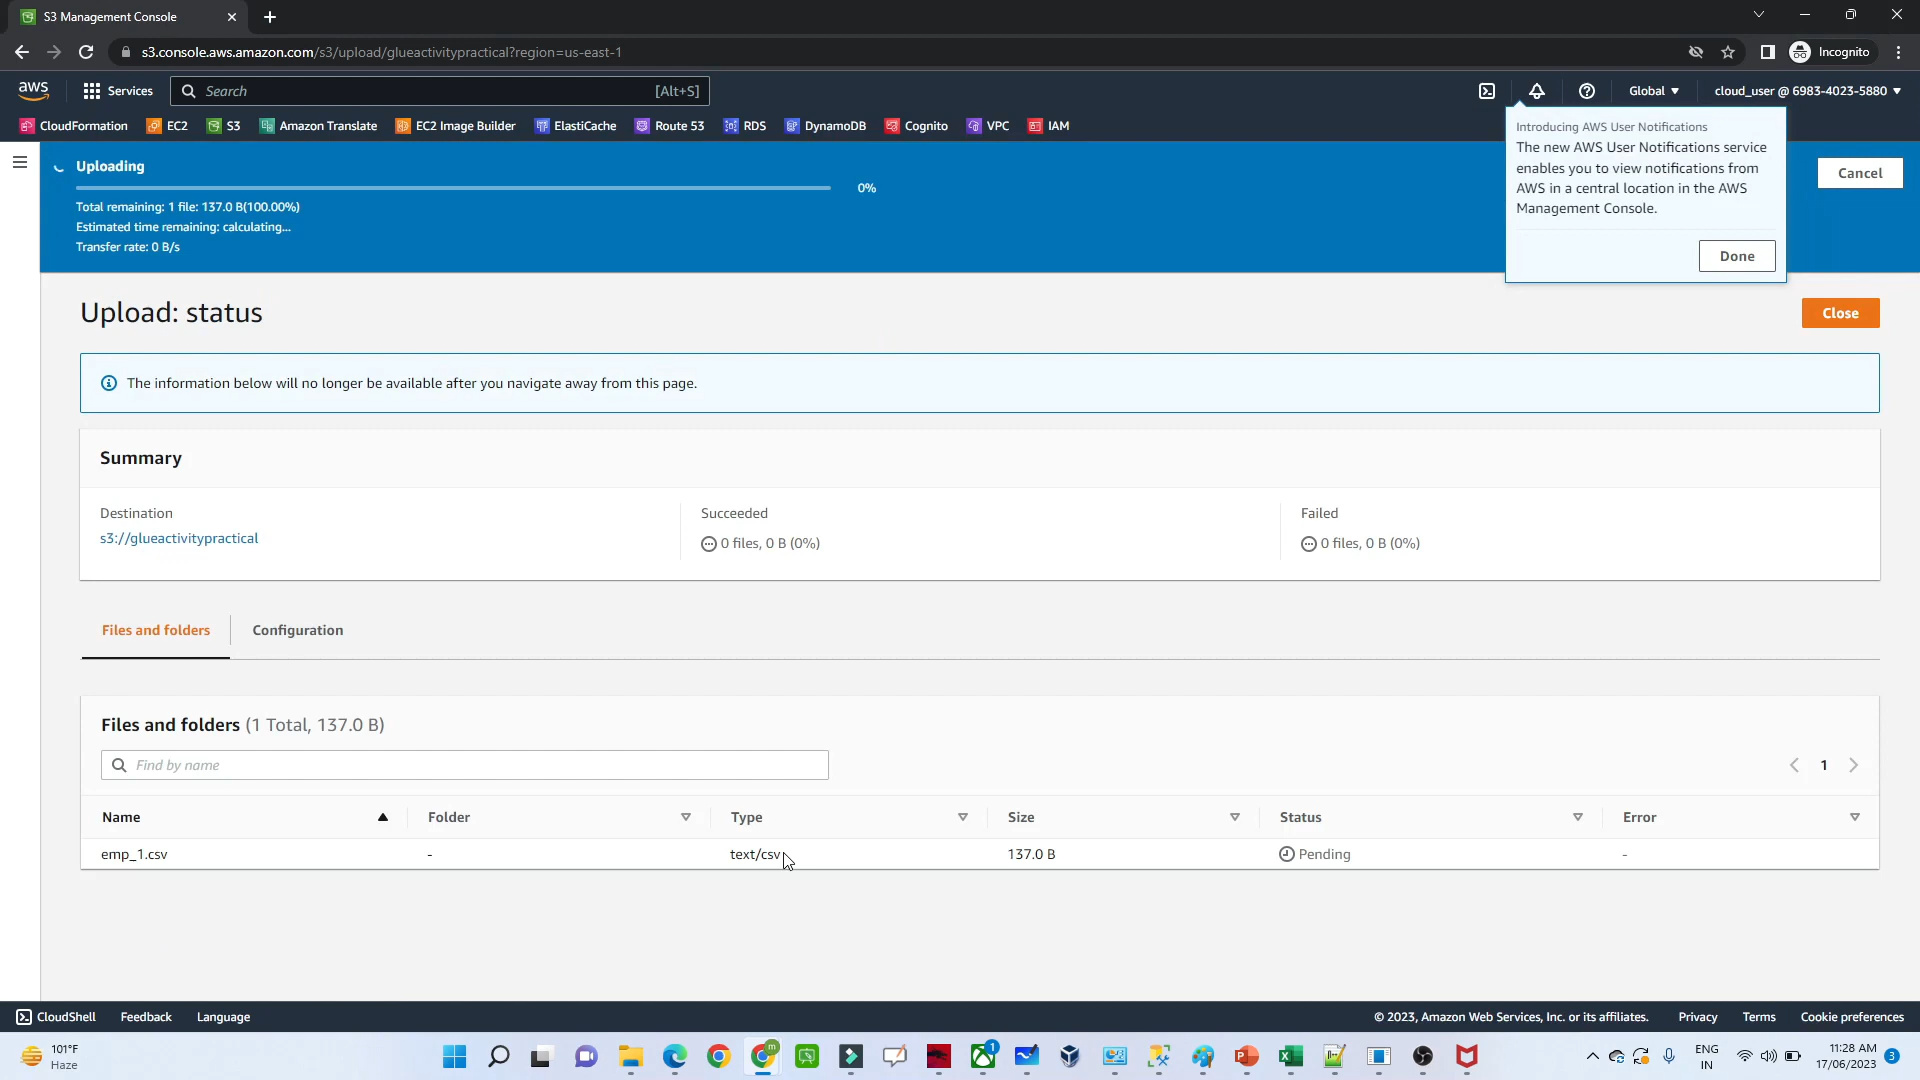 S3 Management Console
s3.console.aws.amazon.com/s3/upload/glueactivitypractical?region=us-east-1
Incognito
aws
Services
Search
[Alt+S]
Global
cloud_user @ 6983-4023-5880
CloudFormation
EC2
S3
Amazon Translate
EC2 Image Builder
ElastiCache
Route 53
RDS
DynamoDB
Cognito
VPC
IAM
Introducing AWS User Notifications
The new AWS User Notifications service
enables you to view notifications from
AWS in a central location in the AWS
Management Console.
Done
Uploading
0%
Cancel
Total remaining: 1 file: 137.0 B(100.00%)
Estimated time remaining: calculating...
Transfer rate: 0 B/s
Upload: status
Close
The information below will no longer be available after you navigate away from this page.
Summary
Destination
s3://glueactivitypractical
Succeeded
0 files, 0 B (0%)
Failed
0 files, 0 B (0%)
Files and folders
Configuration
Files and folders (1 Total, 137.0 B)
Find by name
1
Name
Folder
Type
Size
Status
Error
emp_1.csv
-
text/csv
137.0 B
Pending
-
CloudShell
Feedback
Language
© 2023, Amazon Web Services, Inc. or its affiliates.
Privacy
Terms
Cookie preferences
101°F
Haze
m
1
ENG
IN
11:28 AM
17/06/2023
3